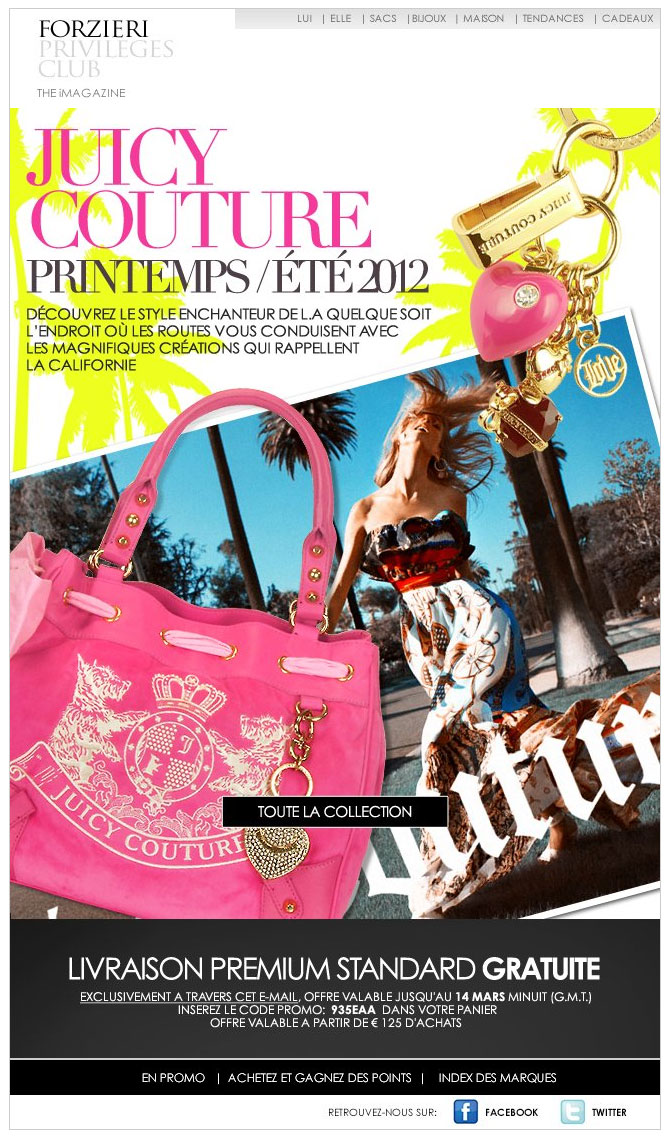 FORZIERI
PRIVILEGES
CLUB
THE iMAGAZINE
LUI | ELLE | SACS | BIJOUX | MAISON | TENDANCES | CADEAUX
JUICY
COUTURE
PRINTEMPS / ÉTÉ 2012
DÉCOUVREZ LE STYLE ENCHANTEUR DE L.A QUELQUE SOIT
L'ENDROIT OÙ LES ROUTES VOUS CONDUISENT AVEC
LES MAGNIFIQUES CRÉATIONS QUI RAPPELLENT
LA CALIFORNIE
JUICY COUTURE
Love
JUICY COUTURE
TOUTE LA COLLECTION
LIVRAISON PREMIUM STANDARD GRATUITE
EXCLUSIVEMENT A TRAVERS CET E-MAIL, OFFRE VALABLE JUSQU'AU 14 MARS MINUIT (G.M.T.)
INSEREZ LE CODE PROMO: 935EAA DANS VOTRE PANIER
OFFRE VALABLE A PARTIR DE € 125 D'ACHATS
EN PROMO | ACHETEZ ET GAGNEZ DES POINTS | INDEX DES MARQUES
RETROUVEZ-NOUS SUR: FACEBOOK TWITTER